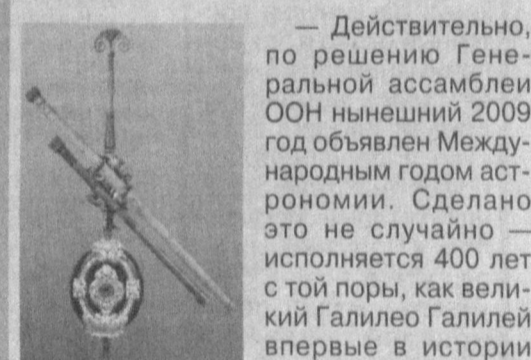 — Действительно,
по решению Гене-
ральной ассамблеи
ООН нынешний 2009
год объявлен Между-
народным годом аст-
рономии. Сделано
это не случайно —
исполняется 400 лет
с той поры, как вели-
кий Галилео Галилей
впервые в истории